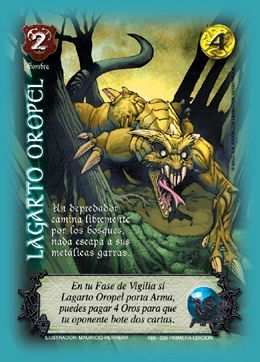 2
Sombra
4
LAGARTO OROPEL
Un depredador
camina libremente
por los bosques,
nada escapa a sus
metálicas garras.
En tu Fase de Vigilia si
Lagarto Oropel porta Arma,
puedes pagar 4 Oros para que
tu oponente bote dos cartas.
ILUSTRADOR: MAURICIO HERRERA